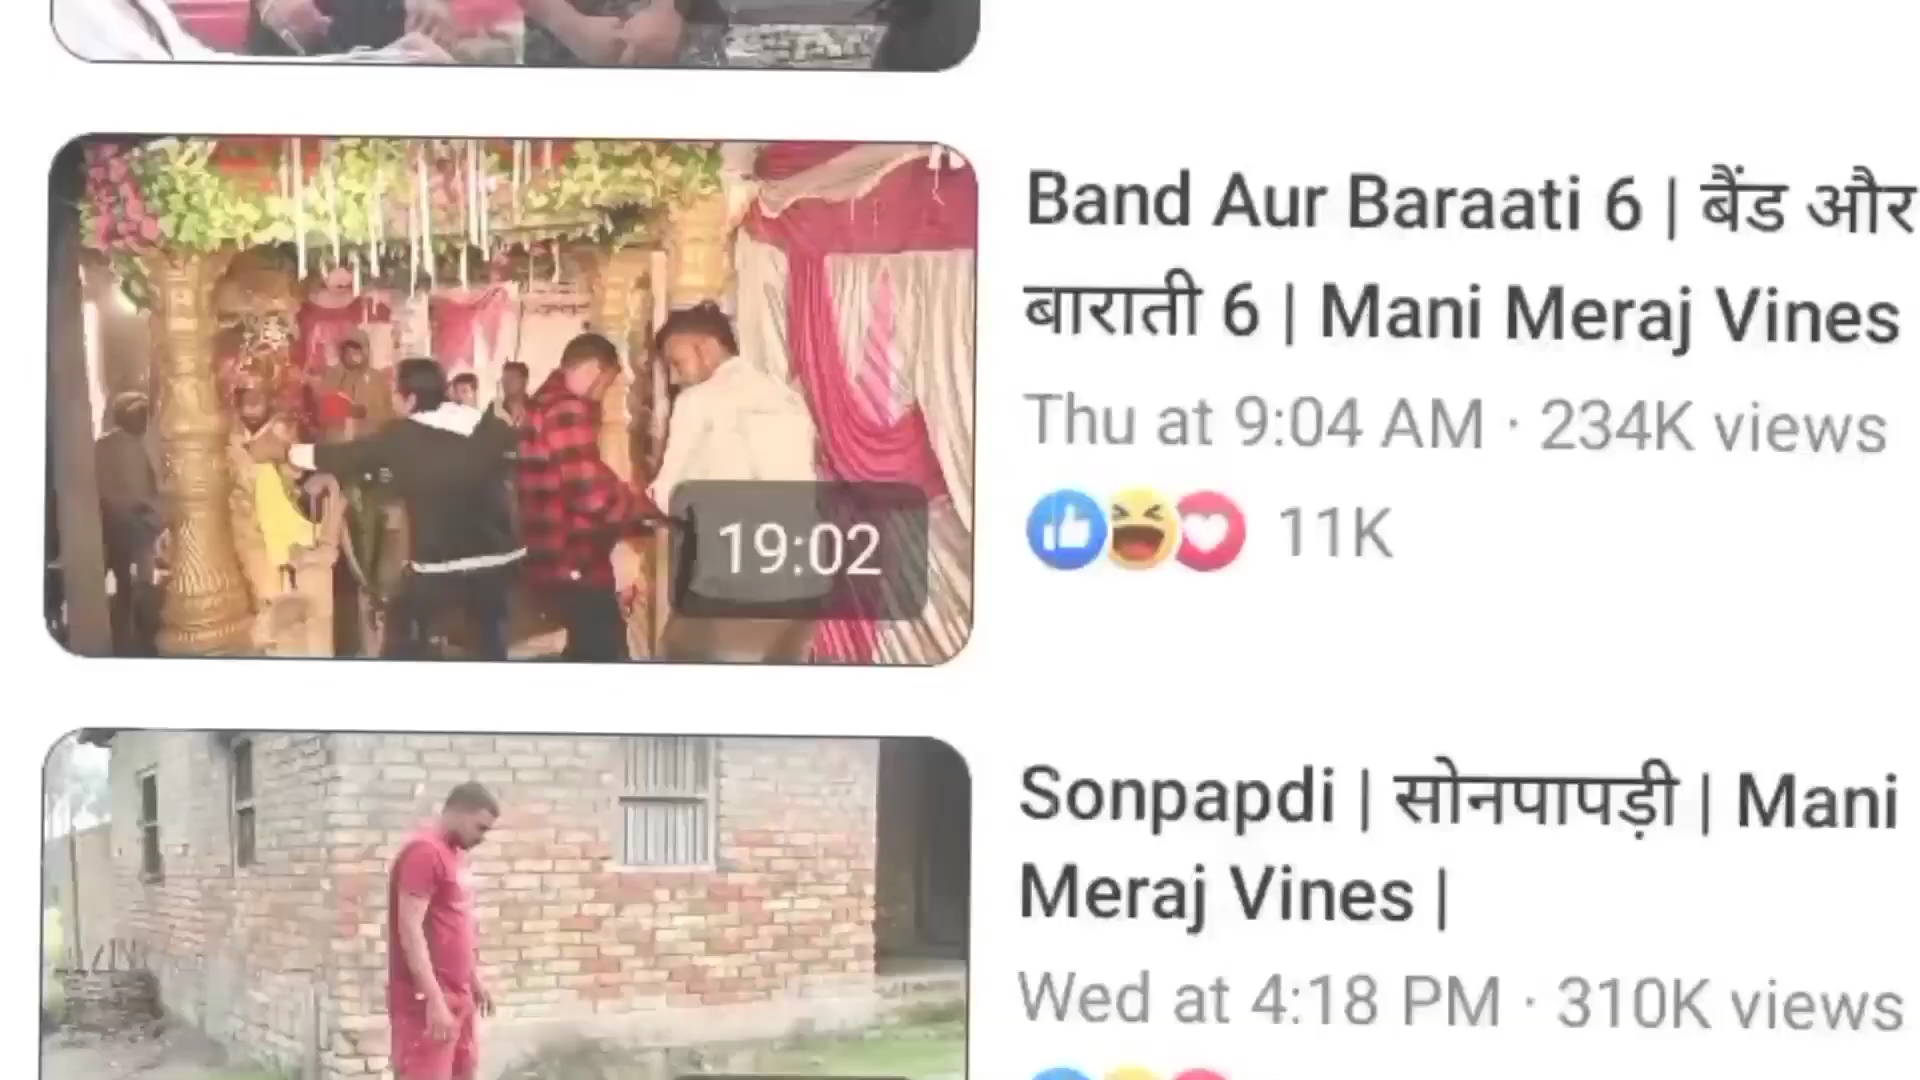 19:02
Band Aur Baraati 6 | बैंड और
बाराती 6 | Mani Meraj Vines
Thu at 9:04 AM · 234K views
11K
Sonpapdi | सोनपापड़ी | Mani
Meraj Vines |
Wed at 4:18 PM · 310K views